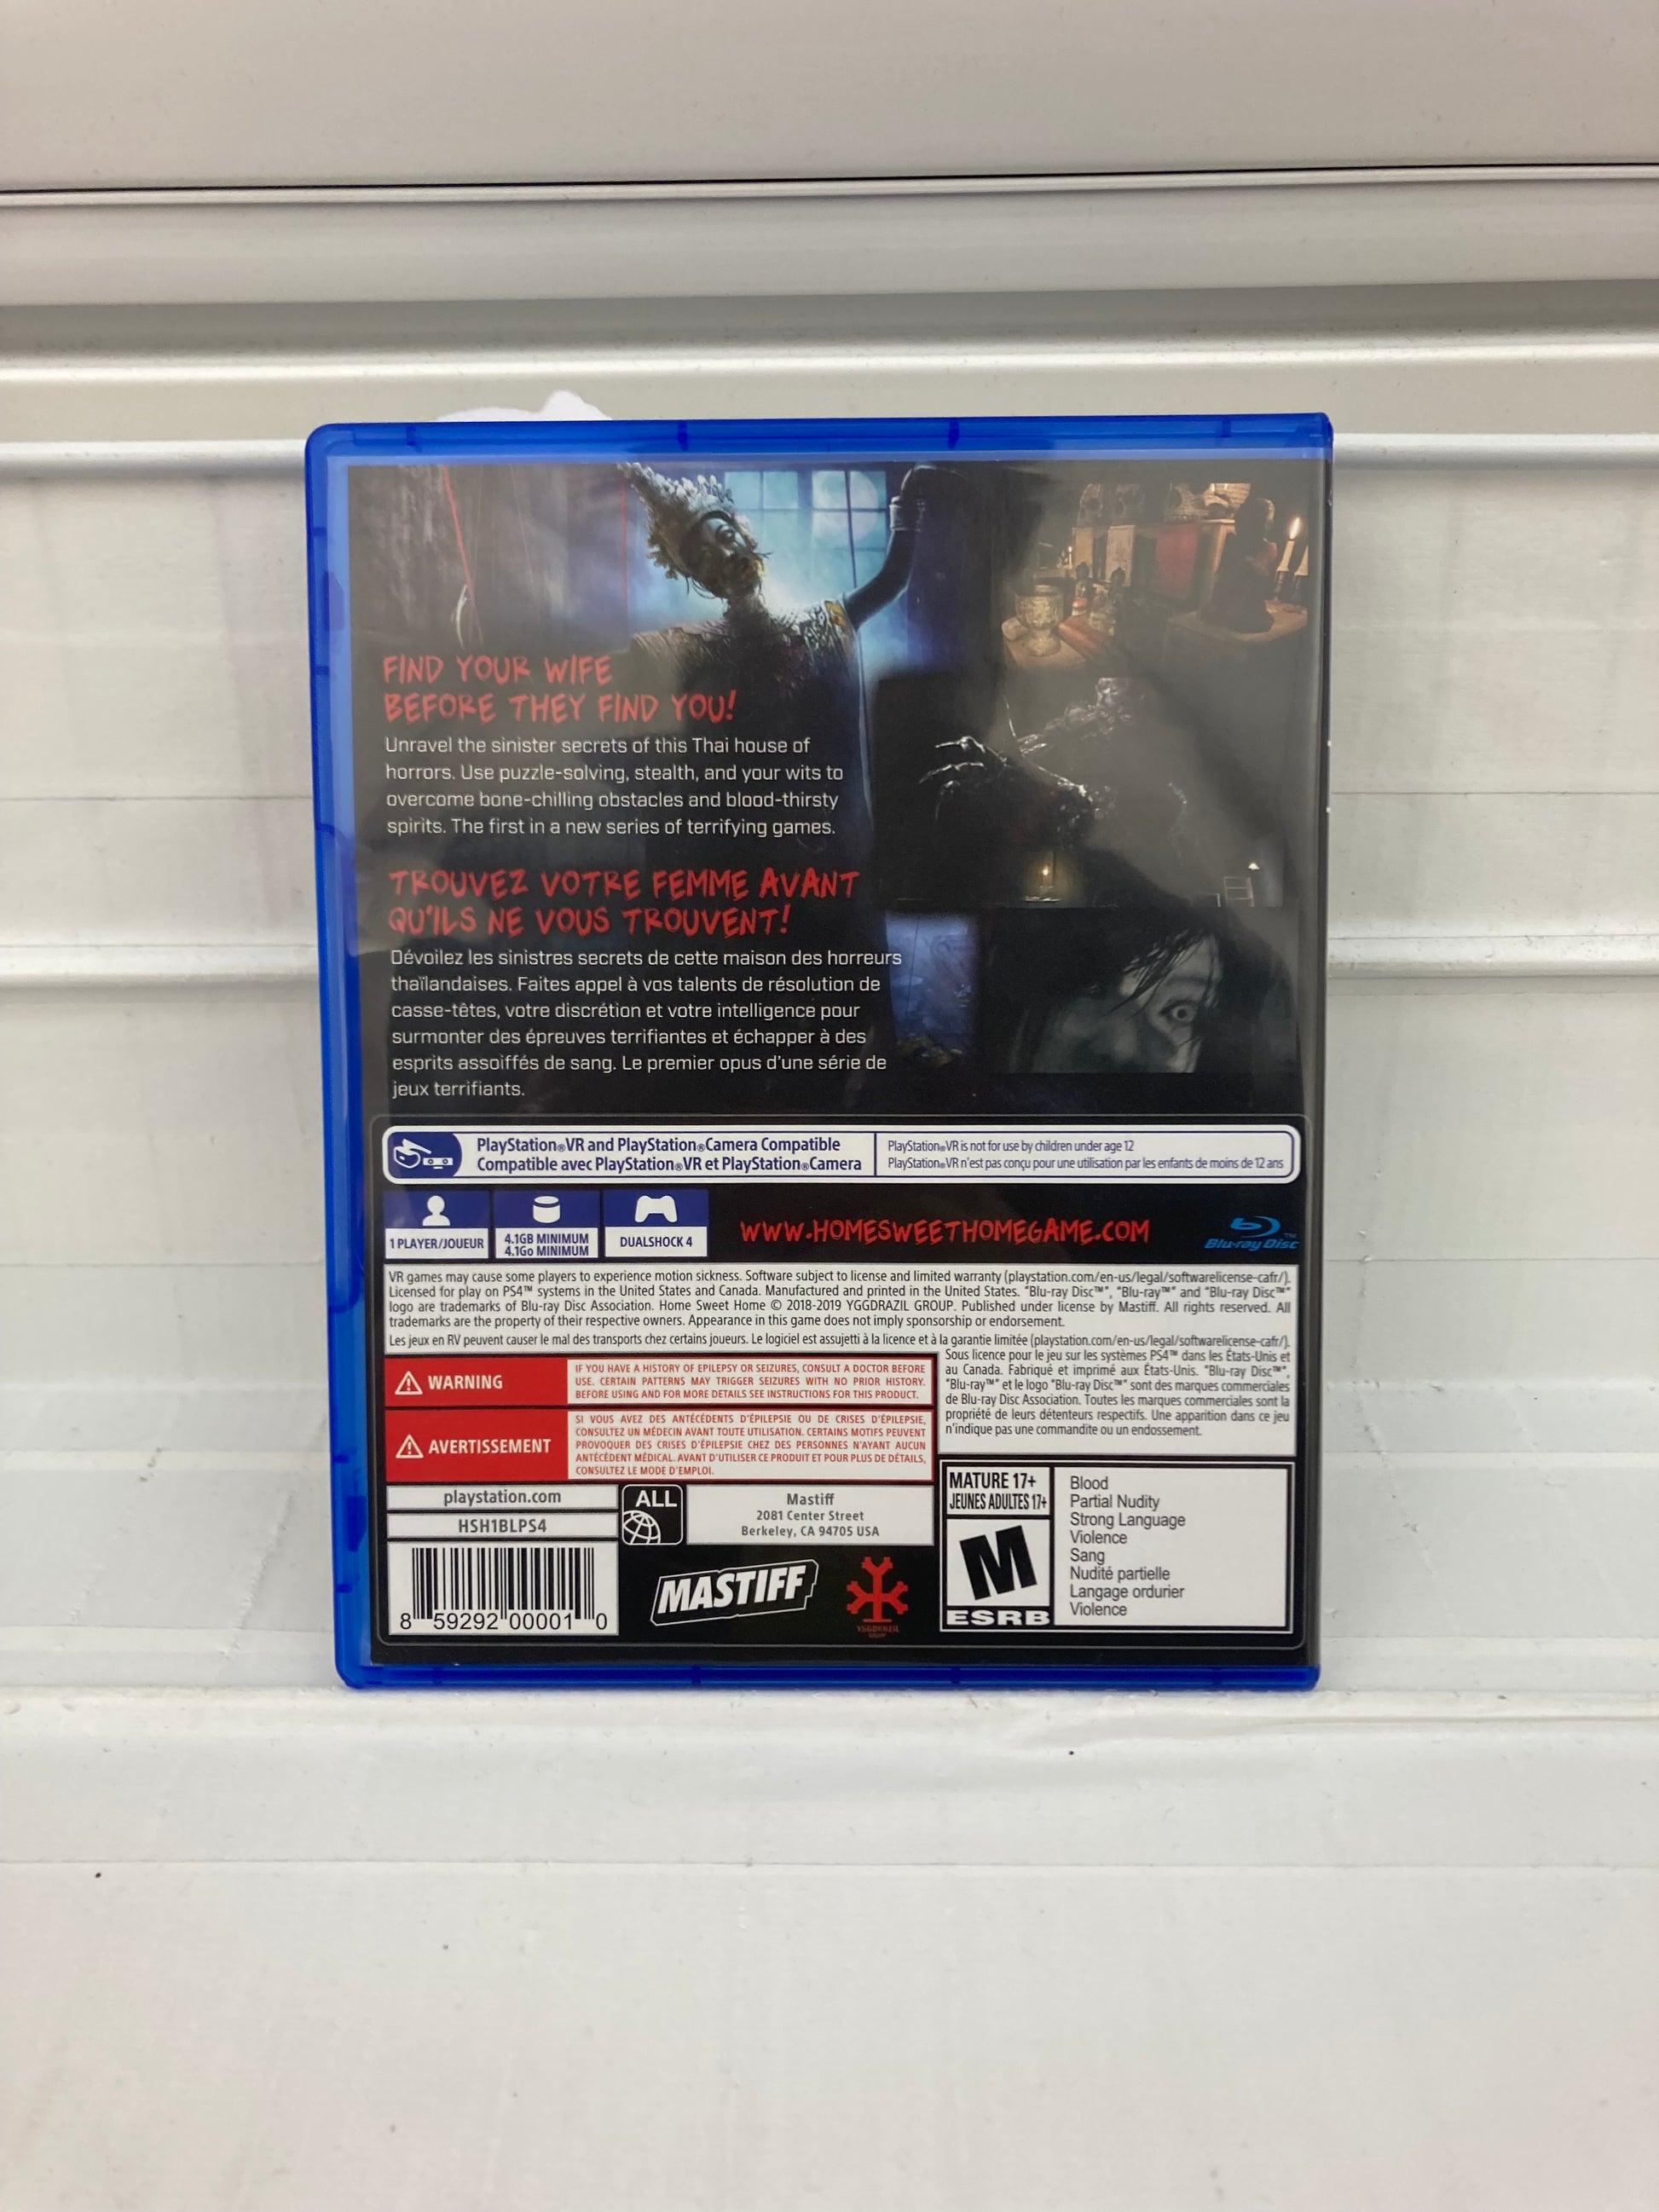 FIND YOUR WIFE
BEFORE THEY FIND YOU!
Unravel the sinister secrets of this Thai house of
horrors. Use puzzle-solving, stealth, and your wits to
overcome bone-chilling obstacles and blood-thirsty
spirits. The first in a new series of terrifying games.
TROUVEZ VOTRE FEMME AVANT
QU'ILS NE VOUS TROUVENT!
Dévoilez les sinistres secrets de cette maison des horreurs
thaïlandaises. Faites appel à vos talents de résolution de
casse-têtes, votre discrétion et votre intelligence pour
surmonter des épreuves terrifiantes et échapper à des
esprits assoiffés de sang. Le premier opus d'une série de
jeux terrifiants.
PlayStation®VR and PlayStation®Camera Compatible
Compatible avec PlayStation®VR et PlayStation®Camera
PlayStation®VR is not for use by children under age 12
PlayStation®VR n'est pas conçu pour une utilisation par les enfants de moins de 12 ans
1 PLAYER/JOUEUR
4.1GB MINIMUM
4.1Go MINIMUM
DUALSHOCK 4
WWW.HOMESWEETHOMEGAME.COM
Blu-ray Disc™
VR games may cause some players to experience motion sickness. Software subject to license and limited warranty (playstation.com/en-us/legal/softwarelicense-cafr/).
Licensed for play on PS4™ systems in the United States and Canada. Manufactured and printed in the United States. "Blu-ray Disc™", "Blu-ray™" and "Blu-ray Disc™"
logo are trademarks of Blu-ray Disc Association. Home Sweet Home © 2018-2019 YGGDRAZIL GROUP. Published under license by Mastiff. All rights reserved. All
trademarks are the property of their respective owners. Appearance in this game does not imply sponsorship or endorsement.
Les jeux en RV peuvent causer le mal des transports chez certains joueurs. Le logiciel est assujetti à la licence et à la garantie limitée (playstation.com/en-us/legal/softwarelicense-cafr/).
Sous licence pour le jeu sur les systèmes PS4™ dans les États-Unis et
au Canada. Fabriqué et imprimé aux États-Unis. "Blu-ray Disc™",
"Blu-ray™" et le logo "Blu-ray Disc™" sont des marques commerciales
de Blu-ray Disc Association. Toutes les marques commerciales sont la
propriété de leurs détenteurs respectifs. Une apparition dans ce jeu
n'indique pas une commandite ou un endossement.
WARNING
IF YOU HAVE A HISTORY OF EPILEPSY OR SEIZURES, CONSULT A DOCTOR BEFORE
USE. CERTAIN PATTERNS MAY TRIGGER SEIZURES WITH NO PRIOR HISTORY.
BEFORE USING AND FOR MORE DETAILS SEE INSTRUCTIONS FOR THIS PRODUCT.
AVERTISSEMENT
SI VOUS AVEZ DES ANTÉCÉDENTS D'ÉPILEPSIE OU DE CRISES D'ÉPILEPSIE,
CONSULTEZ UN MÉDECIN AVANT TOUTE UTILISATION. CERTAINS MOTIFS PEUVENT
PROVOQUER DES CRISES D'ÉPILEPSIE CHEZ DES PERSONNES N'AYANT AUCUN
ANTÉCÉDENT MÉDICAL. AVANT D'UTILISER CE PRODUIT ET POUR PLUS DE DÉTAILS,
CONSULTEZ LE MODE D'EMPLOI.
playstation.com
HSH1BLPS4
ALL
Mastiff
2081 Center Street
Berkeley, CA 94705 USA
8 59292 00001 0
MASTIFF
YGGDRAZIL
GROUP
MATURE 17+
JEUNES ADULTES 17+
M
ESRB
Blood
Partial Nudity
Strong Language
Violence
Sang
Nudité partielle
Langage ordurier
Violence